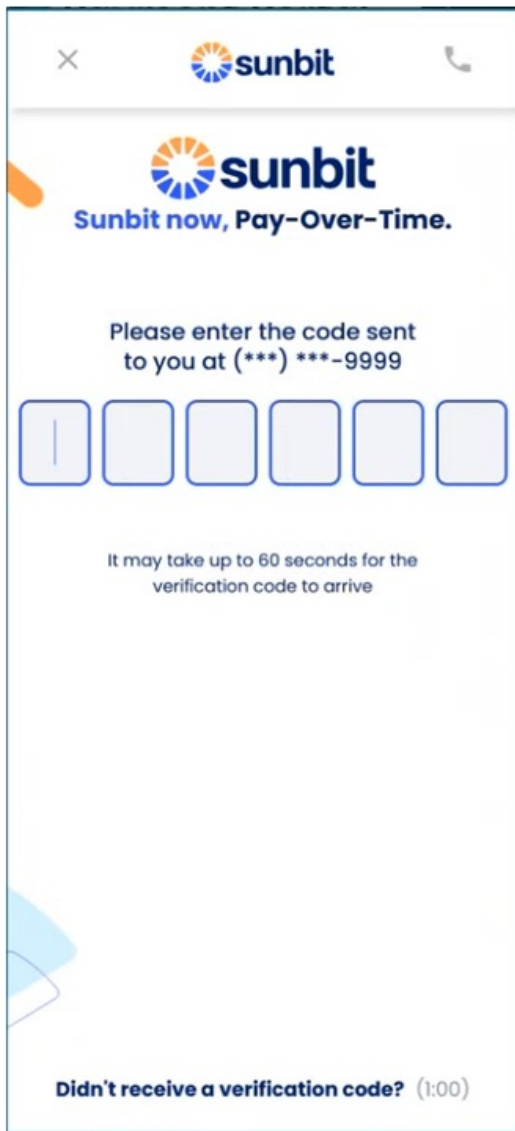 sunbit
sunbit
Sunbit now, Pay-Over-Time.
Please enter the code sent
to you at (***) ***-9999
It may take up to 60 seconds for the
verification code to arrive
Didn't receive a verification code? (1:00)